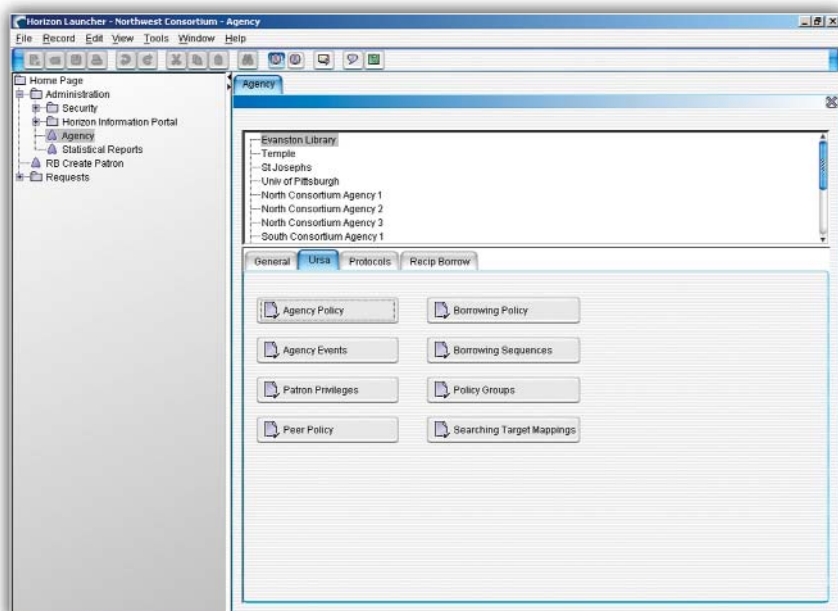 Horizon Launcher - Northwest Consortium - Agency
File Record Edit View Tools Window Help
Home Page
Administration
Security
Horizon Information Portal
Agency
Statistical Reports
RB Create Patron
Requests
Agency
Evanston Library
Temple
St Josephs
Univ of Pittsburgh
North Consortium Agency 1
North Consortium Agency 2
North Consortium Agency 3
South Consortium Agency 1
General Ursa Protocols Recip Borrow
Agency Policy Borrowing Policy
Agency Events Borrowing Sequences
Patron Privileges Policy Groups
Peer Policy Searching Target Mappings